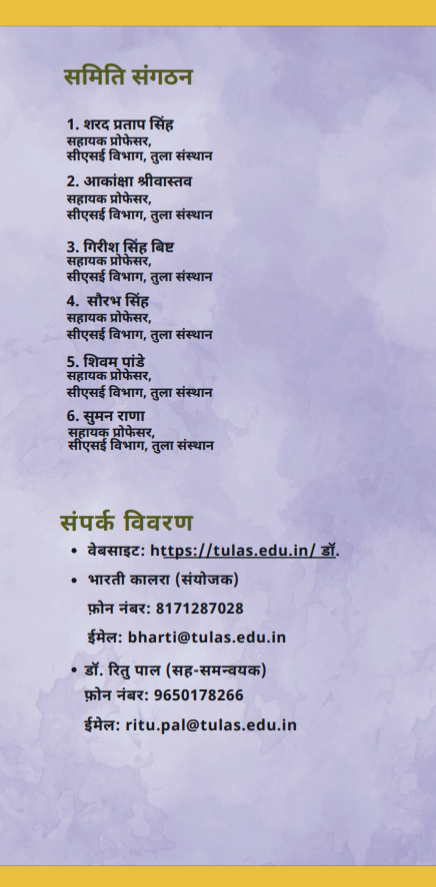 समिति संगठन
1. शरद प्रताप सिंह
सहायक प्रोफेसर,
सीएसई विभाग, तुला संस्थान
2. आकांक्षा श्रीवास्तव
सहायक प्रोफेसर,
सीएसई विभाग, तुला संस्थान
3. गिरीश सिंह बिष्ट
सहायक प्रोफेसर,
सीएसई विभाग, तुला संस्थान
4. सौरभ सिंह
सहायक प्रोफेसर,
सीएसई विभाग, तुला संस्थान
5. शिवम पांडे
सहायक प्रोफेसर,
सीएसई विभाग, तुला संस्थान
6. सुमन राणा
सहायक प्रोफेसर,
सीएसई विभाग, तुला संस्थान
संपर्क विवरण
• वेबसाइट: https://tulas.edu.in/ डॉ.
• भारती कालरा (संयोजक)
फ़ोन नंबर: 8171287028
ईमेल: bharti@tulas.edu.in
• डॉ. रितु पाल (सह-समन्वयक)
फ़ोन नंबर: 9650178266
ईमेल: ritu.pal@tulas.edu.in